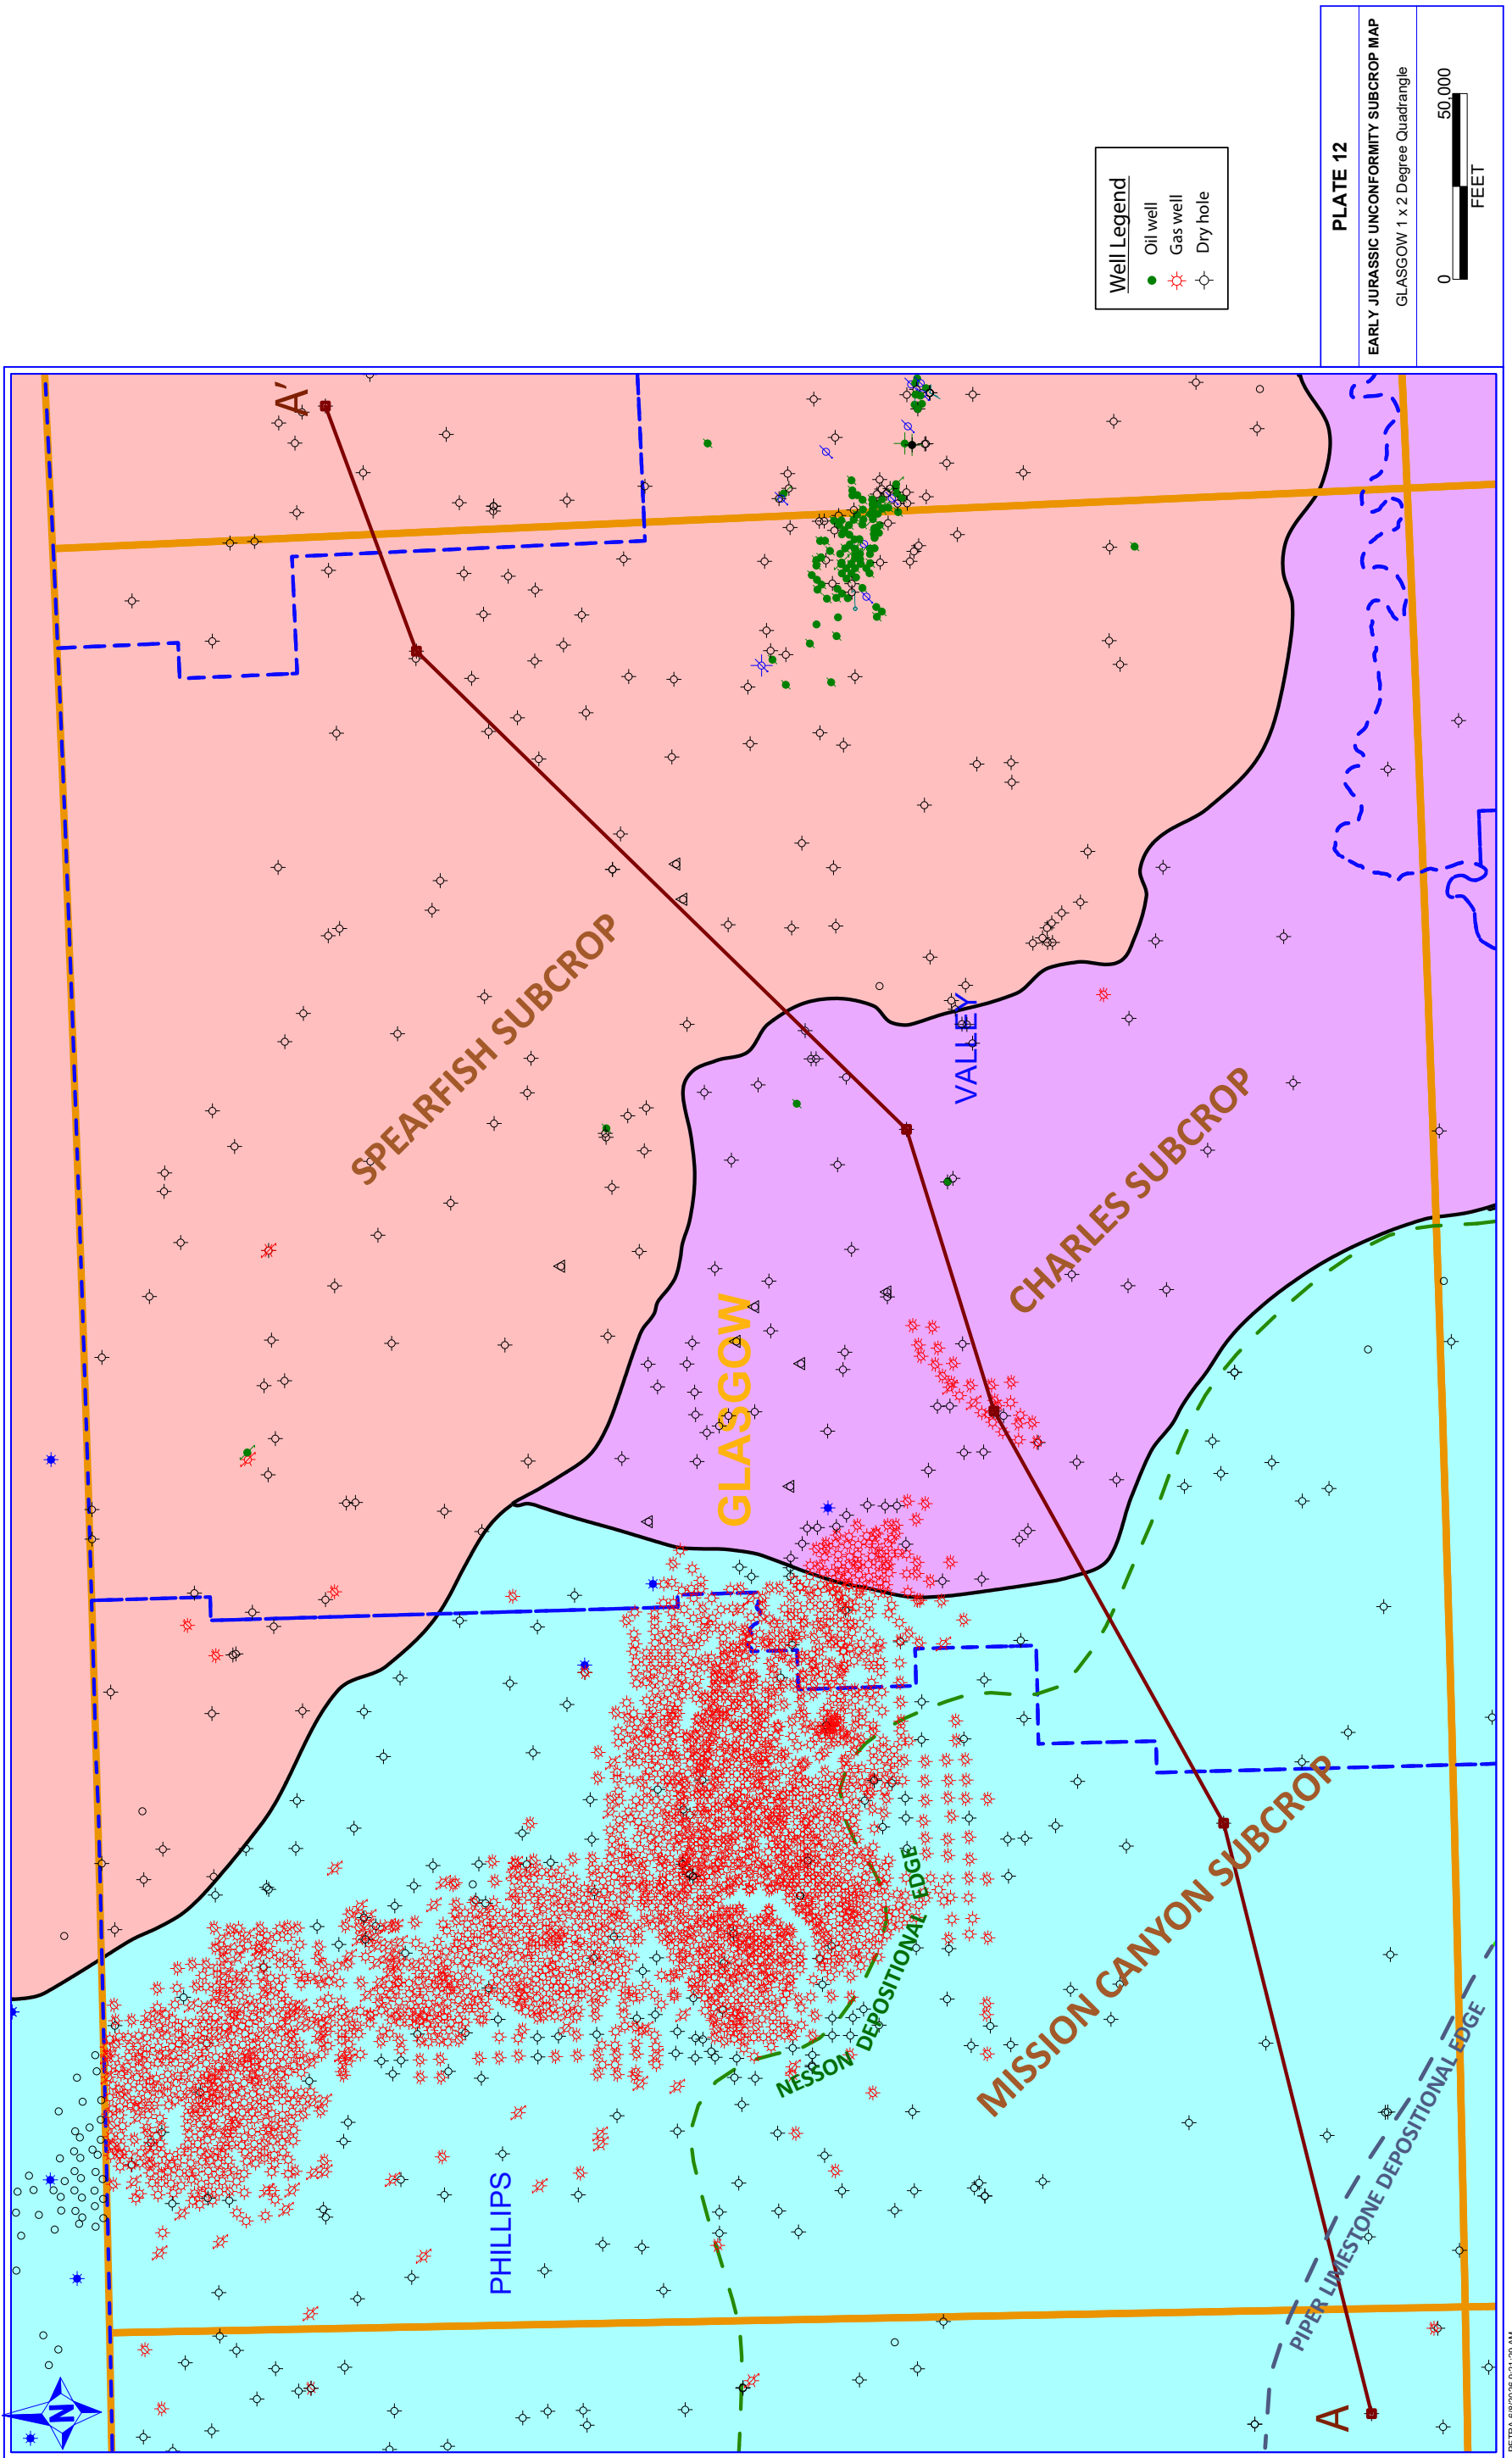 A'
SPEARFISH SUBCROP
VALLEY
CHARLES SUBCROP
GLASGOW
MISSION CANYON SUBCROP
NESSON DEPOSITIONAL EDGE
PIPER LIMESTONE DEPOSITIONAL EDGE
PHILLIPS
A
N
Well Legend
Oil well
Gas well
Dry hole
PLATE 12
EARLY JURASSIC UNCONFORMITY SUBCROP MAP
GLASGOW 1 x 2 Degree Quadrangle
0 50,000
FEET